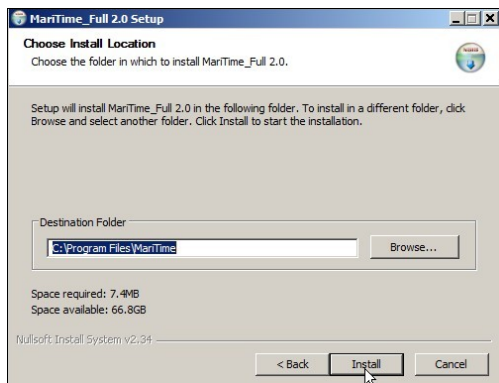 MariTime_Full 2.0 Setup
Choose Install Location
Choose the folder in which to install MariTime_Full 2.0.
Setup will install MariTime_Full 2.0 in the following folder. To install in a different folder, click
Browse and select another folder. Click Install to start the installation.
Destination Folder
C:\Program Files\MariTime
Browse...
Space required: 7.4MB
Space available: 66.8GB
Nullsoft Install System v2.34
< Back Install Cancel